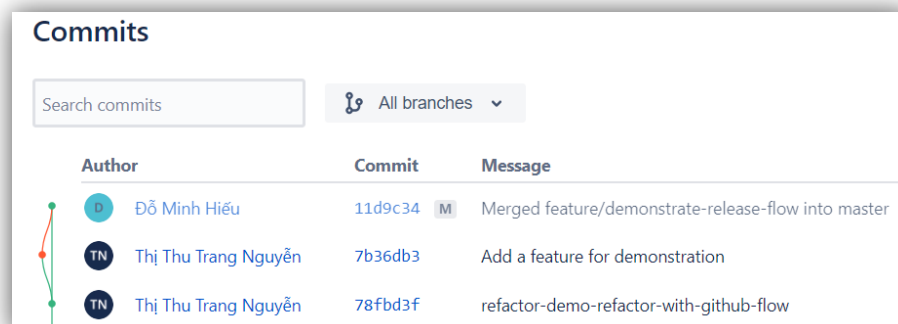 Commits
Search commits
All branches
Author Commit Message
D Đỗ Minh Hiếu 11d9c34 M Merged feature/demonstrate-release-flow into master
TN Thị Thu Trang Nguyễn 7b36db3 Add a feature for demonstration
TN Thị Thu Trang Nguyễn 78fbd3f refactor-demo-refactor-with-github-flow